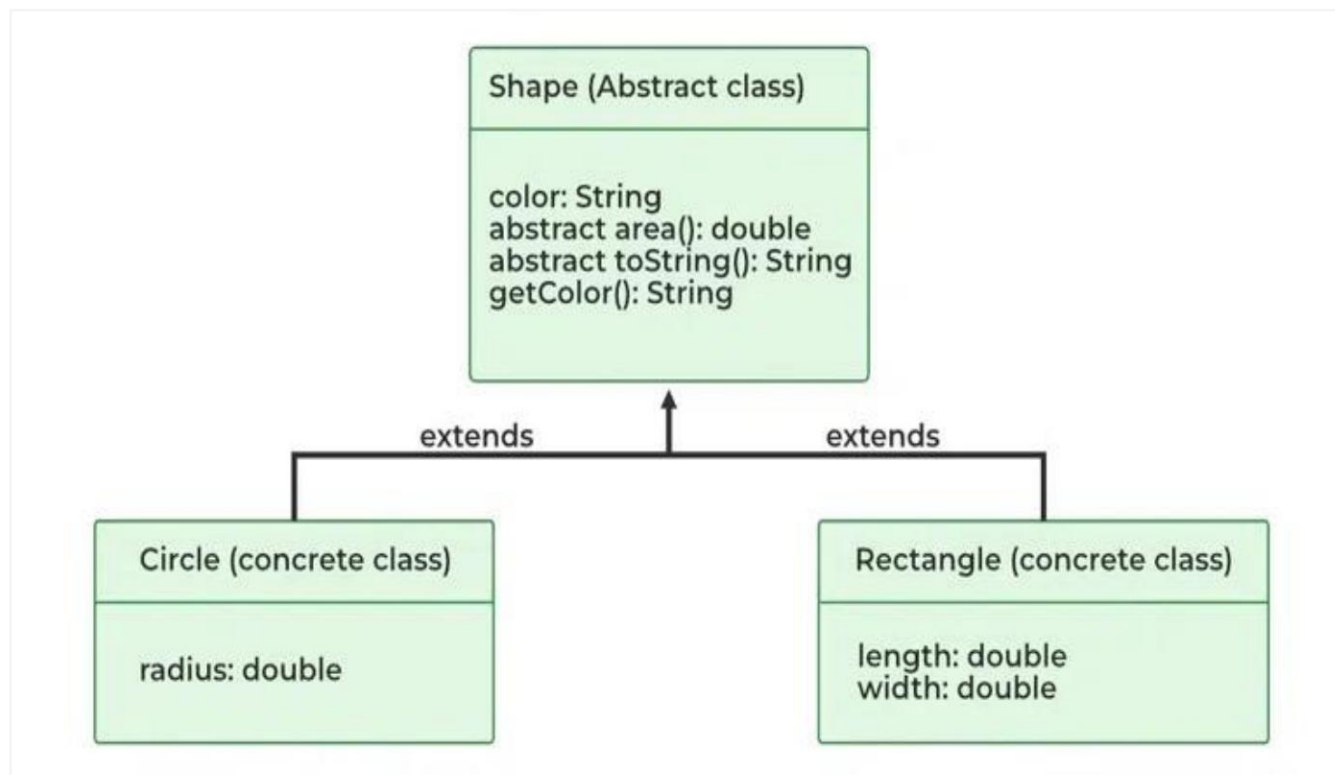 Shape (Abstract class)
color: String
abstract area(): double
abstract toString(): String
getColor(): String
extends
extends
Circle (concrete class)
radius: double
Rectangle (concrete class)
length: double
width: double